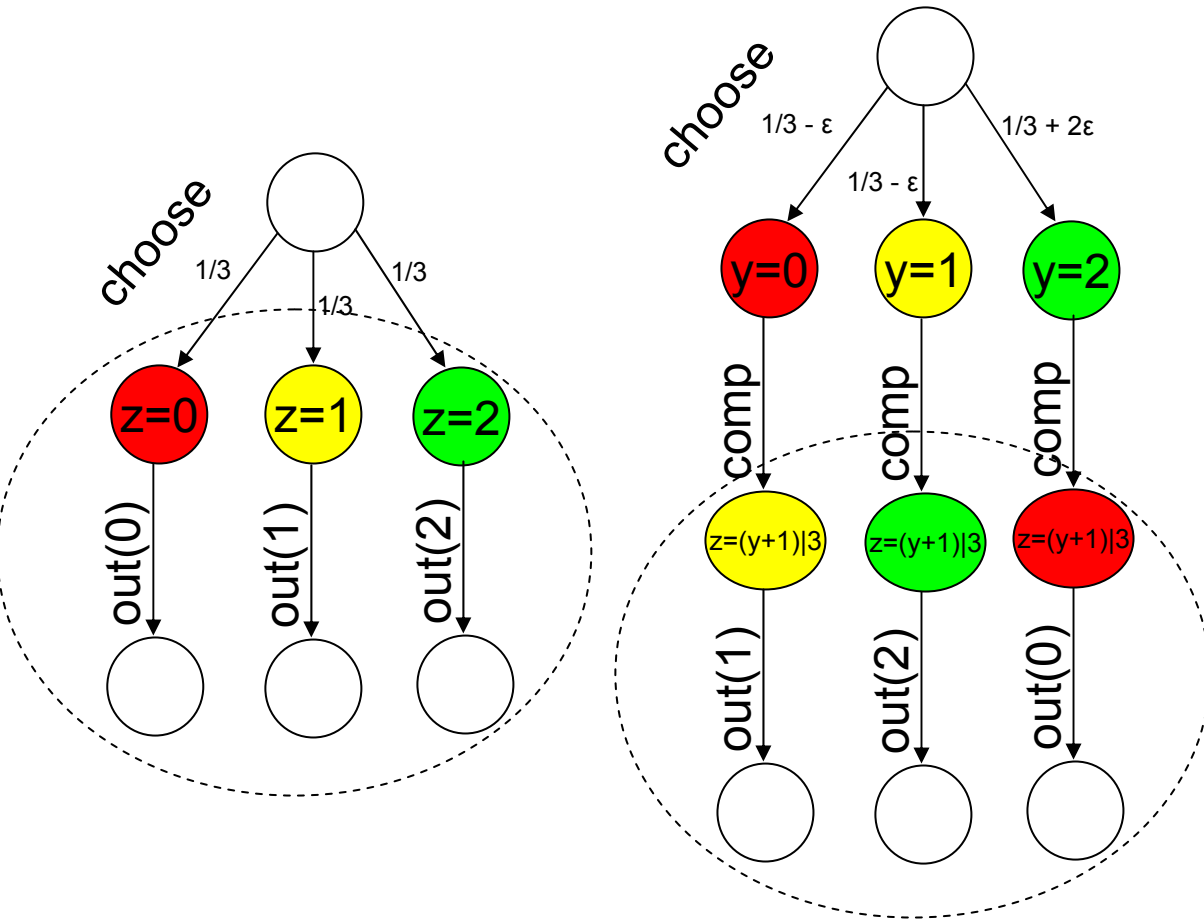 choose
1/3
1/3
1/3
z=0
z=1
z=2
out(0)
out(1)
out(2)
choose
1/3 - ε
1/3 - ε
1/3 + 2ε
y=0
y=1
y=2
comp
comp
comp
z=(y+1)|3
z=(y+1)|3
z=(y+1)|3
out(1)
out(2)
out(0)